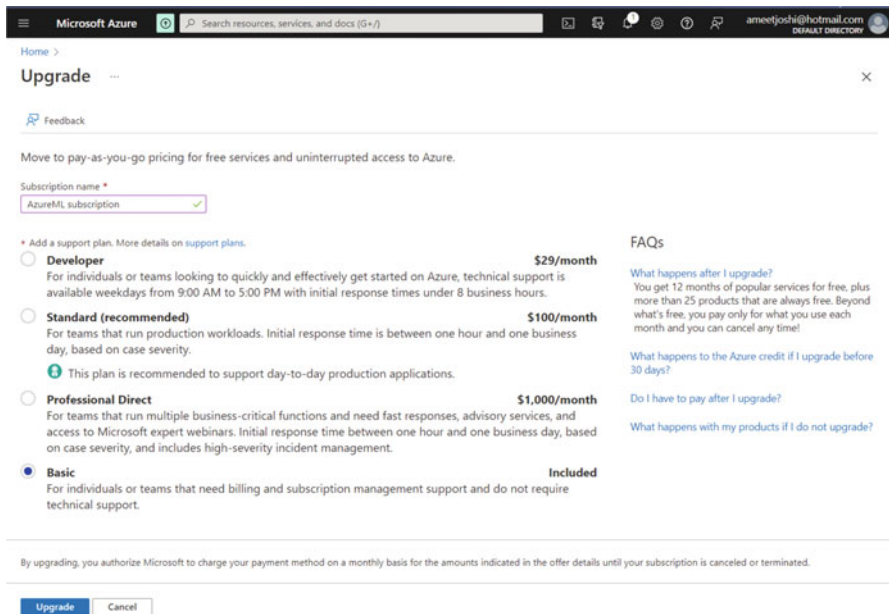 Microsoft Azure
Search resources, services, and docs (G+/)
1
ameetjoshi@hotmail.com
DEFAULT DIRECTORY
Home >
Upgrade ...
Feedback
Move to pay-as-you-go pricing for free services and uninterrupted access to Azure.
Subscription name *
AzureML subscription
* Add a support plan. More details on support plans.
Developer $29/month
For individuals or teams looking to quickly and effectively get started on Azure, technical support is
available weekdays from 9:00 AM to 5:00 PM with initial response times under 8 business hours.
Standard (recommended) $100/month
For teams that run production workloads. Initial response time is between one hour and one business
day, based on case severity.
This plan is recommended to support day-to-day production applications.
Professional Direct $1,000/month
For teams that run multiple business-critical functions and need fast responses, advisory services, and
access to Microsoft expert webinars. Initial response time between one hour and one business day, based
on case severity, and includes high-severity incident management.
Basic Included
For individuals or teams that need billing and subscription management support and do not require
technical support.
FAQs
What happens after I upgrade?
You get 12 months of popular services for free, plus
more than 25 products that are always free. Beyond
what's free, you pay only for what you use each
month and you can cancel any time!
What happens to the Azure credit if I upgrade before
30 days?
Do I have to pay after I upgrade?
What happens with my products if I do not upgrade?
By upgrading, you authorize Microsoft to charge your payment method on a monthly basis for the amounts indicated in the offer details until your subscription is canceled or terminated.
Upgrade Cancel